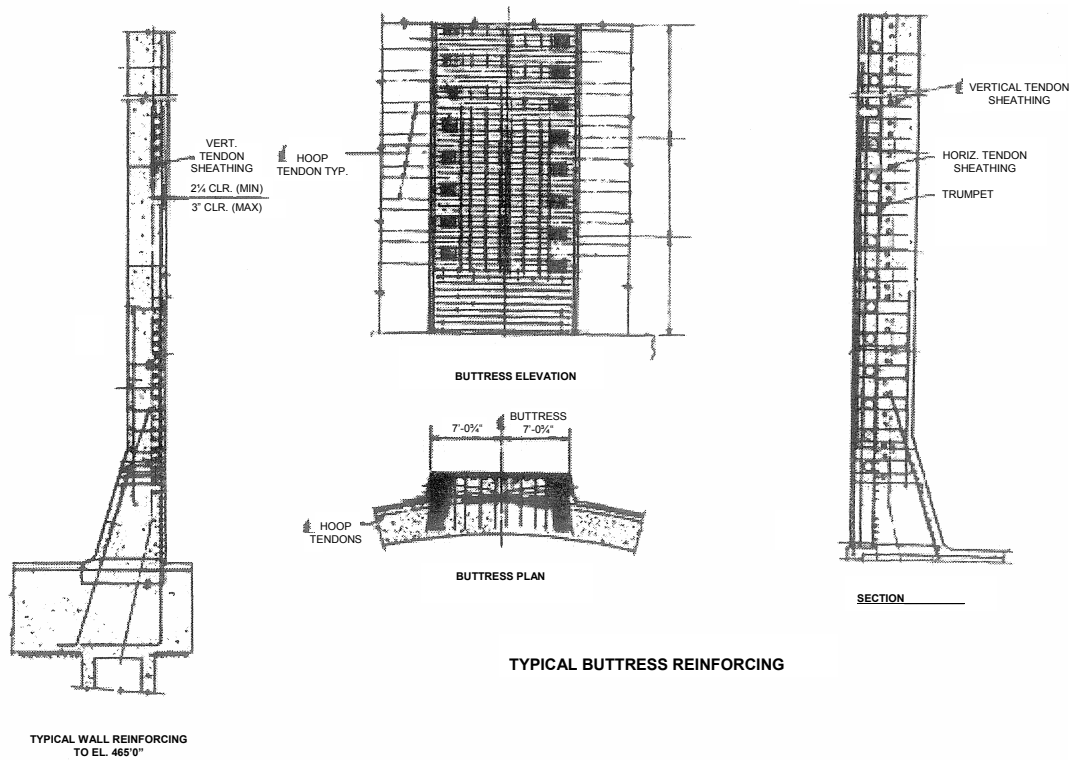 VERT.
TENDON
SHEATHING
2¼ CLR. (MIN)
3" CLR. (MAX)
TYPICAL WALL REINFORCING
TO EL. 465'0"
℄ HOOP
TENDON TYP.
BUTTRESS ELEVATION
℄ BUTTRESS
7'-0¾"
7'-0¾"
℄ HOOP
TENDONS
BUTTRESS PLAN
℄ VERTICAL TENDON
SHEATHING
HORIZ. TENDON
SHEATHING
TRUMPET
SECTION
TYPICAL BUTTRESS REINFORCING